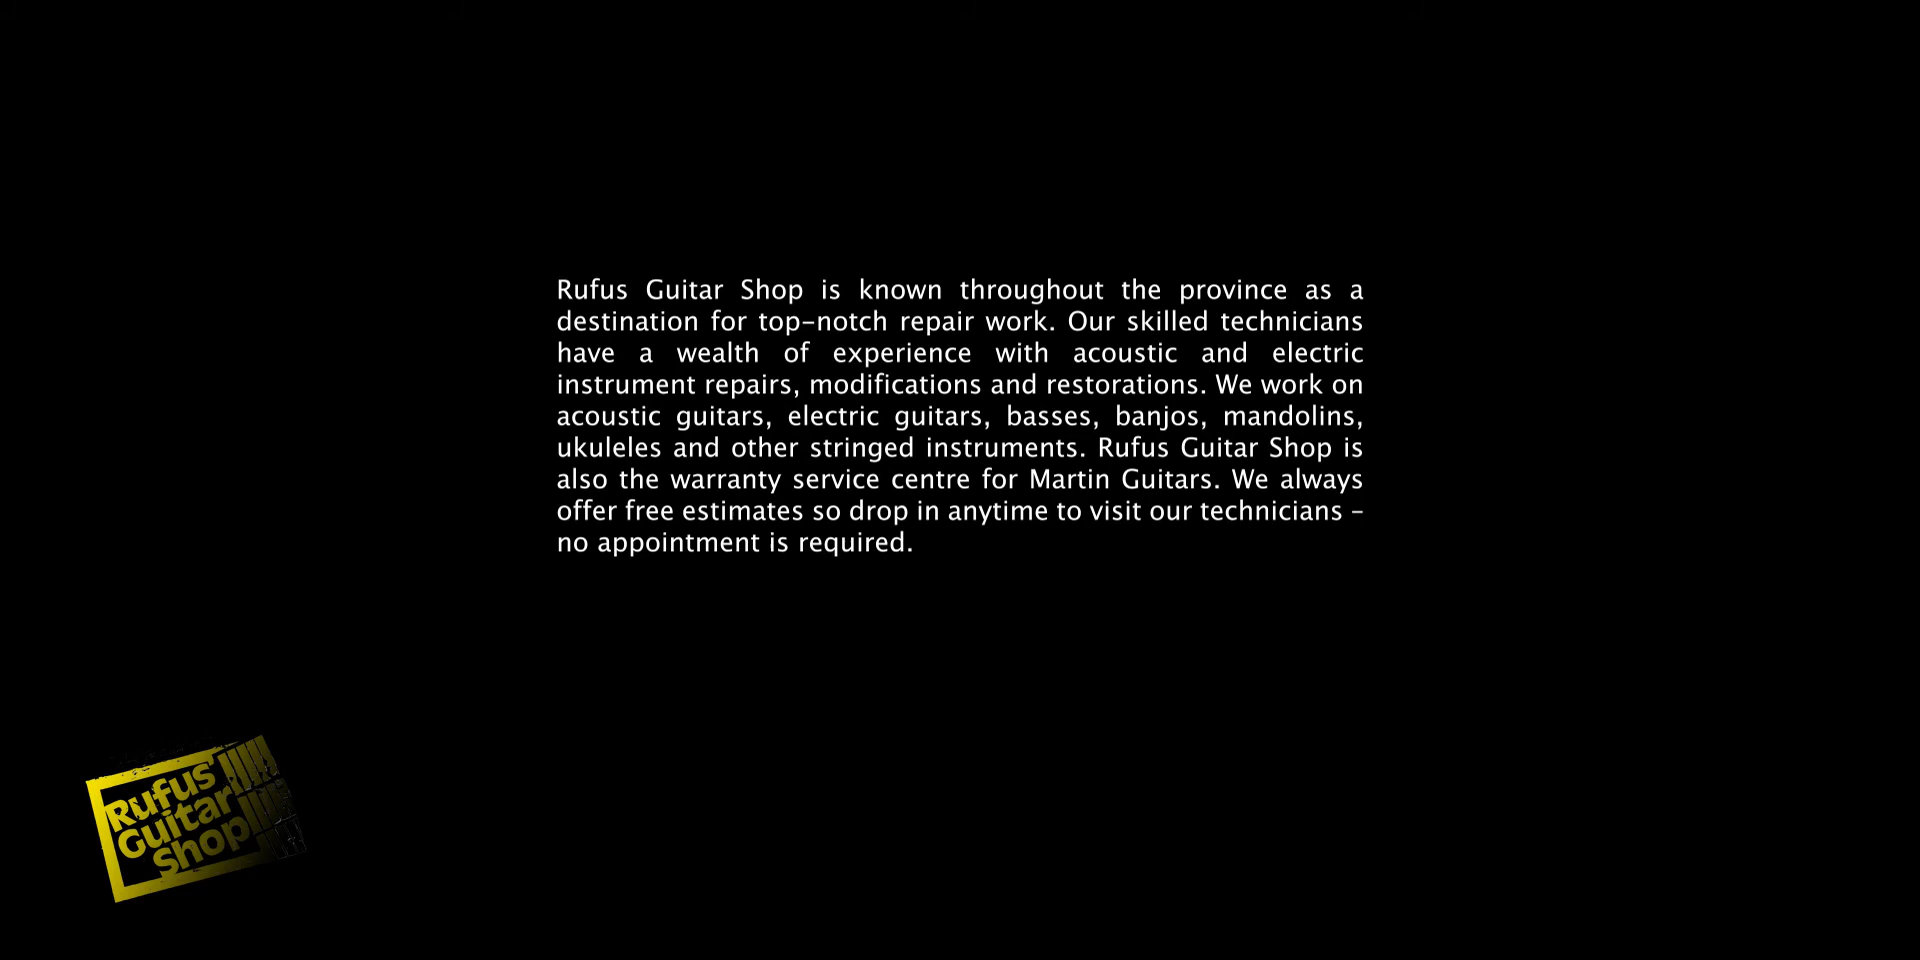 Rufus Guitar Shop is known throughout the province as a
destination for top-notch repair work. Our skilled technicians
have a wealth of experience with acoustic and electric
instrument repairs, modifications and restorations. We work on
acoustic guitars, electric guitars, basses, banjos, mandolins,
ukuleles and other stringed instruments. Rufus Guitar Shop is
also the warranty service centre for Martin Guitars. We always
offer free estimates so drop in anytime to visit our technicians –
no appointment is required.
Rufus
Guitar
Shop